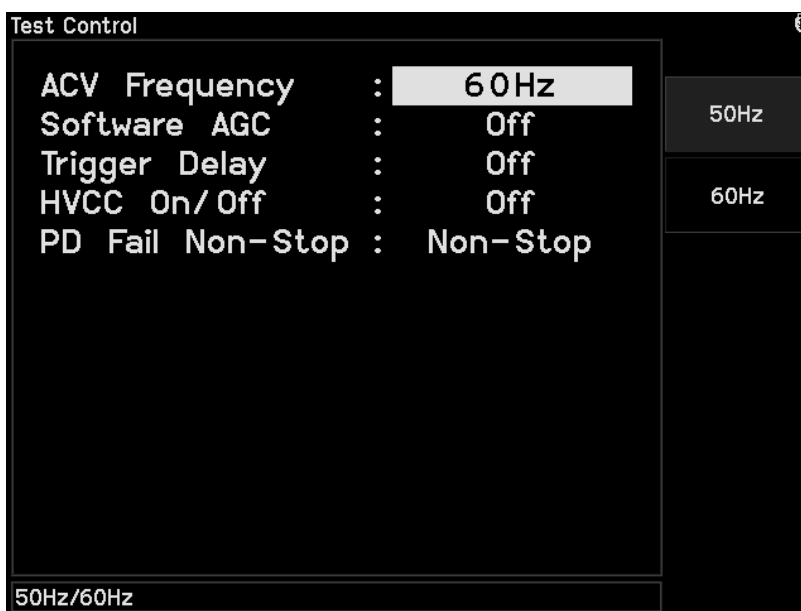 Test Control
ACV Frequency : 60Hz
Software AGC : Off
Trigger Delay : Off
HVCC On/Off : Off
PD Fail Non-Stop : Non-Stop
50Hz
60Hz
50Hz/60Hz